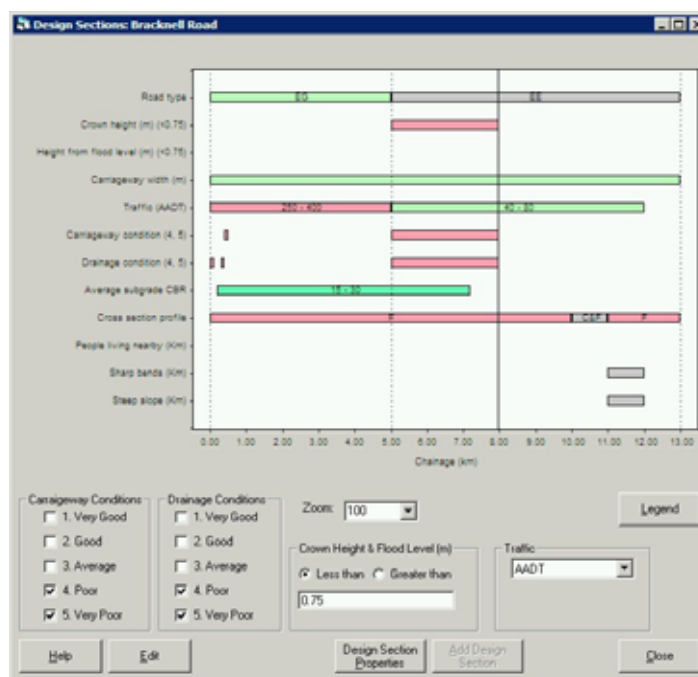 Design Sections: Bracknell Road
Road type EG EE
Crown height (m) (<0.75)
Height from flood level (m) (<0.75)
Carriageway width (m)
Traffic (AADT) 250 - 400 40 - 80
Carriageway condition (4, 5)
Drainage condition (4, 5)
Average subgrade CBR 15 - 30
Cross section profile F C&F F
People living nearby (Km)
Sharp bends (Km)
Steep slope (Km)
0.00 1.00 2.00 3.00 4.00 5.00 6.00 7.00 8.00 9.00 10.00 11.00 12.00 13.00
Chainage (km)
Carraigeway Conditions
1. Very Good
2. Good
3. Average
4. Poor
5. Very Poor
Drainage Conditions
1. Very Good
2. Good
3. Average
4. Poor
5. Very Poor
Zoom: 100
Legend
Crown Height & Flood Level (m)
Less than Greater than
0.75
Traffic
AADT
Help
Edit
Design Section
Properties
Add Design
Section
Close